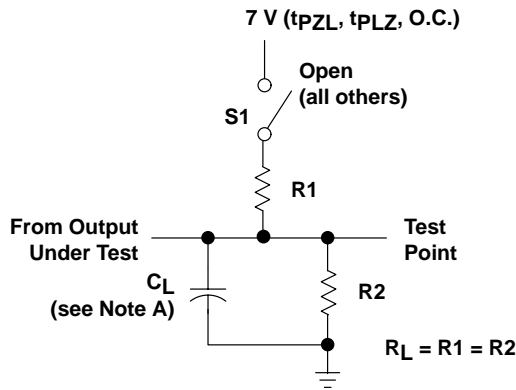 7 V (tPZL, tPLZ, O.C.)
Open
(all others)
S1
R1
From Output
Under Test
Test
Point
CL
(see Note A)
R2
RL = R1 = R2